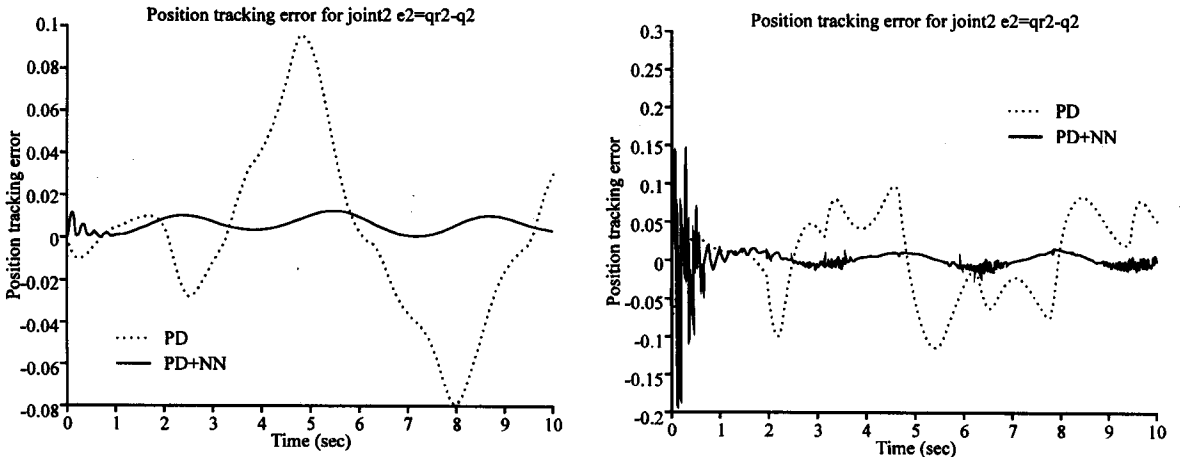 Position tracking error for joint2 e2=qr2-q2
0.1
0.08
0.06
0.04
0.02
0
-0.02
-0.04
-0.06
-0.08
Position tracking error
PD
PD+NN
0 1 2 3 4 5 6 7 8 9 10
Time (sec)
Position tracking error for joint2 e2=qr2-q2
0.3
0.25
0.2
0.15
0.1
0.05
0
-0.05
-0.1
-0.15
-0.2
Position tracking error
PD
PD+NN
0 1 2 3 4 5 6 7 8 9 10
Time (sec)